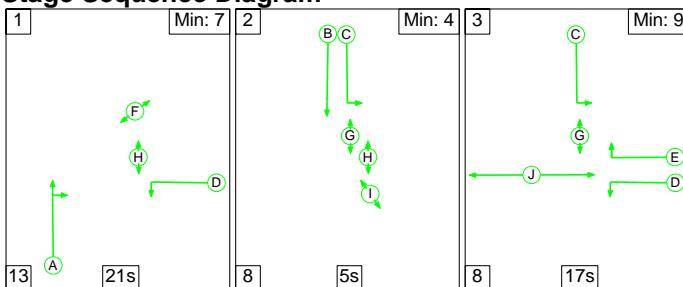 Stage Sequence Diagram
1 Min: 7
F
H
D
A
13 21s
2 Min: 4
B C
G
H
I
8 5s
3 Min: 9
C
G
E
J
D
8 17s